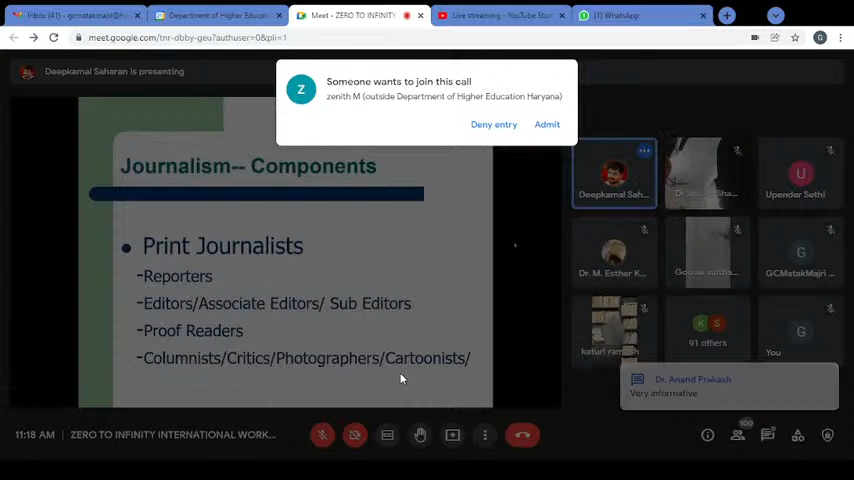 Inbox (41) - gcmatakmajri@h
Department of Higher Educatio
Meet - ZERO TO INFINITY
Live streaming - YouTube Stud
(1) WhatsApp
meet.google.com/tnr-dbby-geu?authuser=0&pli=1
G
Deepkamal Saharan is presenting
Z
Someone wants to join this call
zenith M (outside Department of Higher Education Haryana)
Deny entry
Admit
Journalism-- Components
• Print Journalists
-Reporters
-Editors/Associate Editors/ Sub Editors
-Proof Readers
-Columnists/Critics/Photographers/Cartoonists/
Deepkamal Sah...
U
Upender Sethi
Dr. M. Esther K...
G
GCMatakMajri ...
K S
91 others
G
You
Dr. Anand Prakash
Very informative
11:18 AM | ZERO TO INFINITY INTERNATIONAL WORK...
100